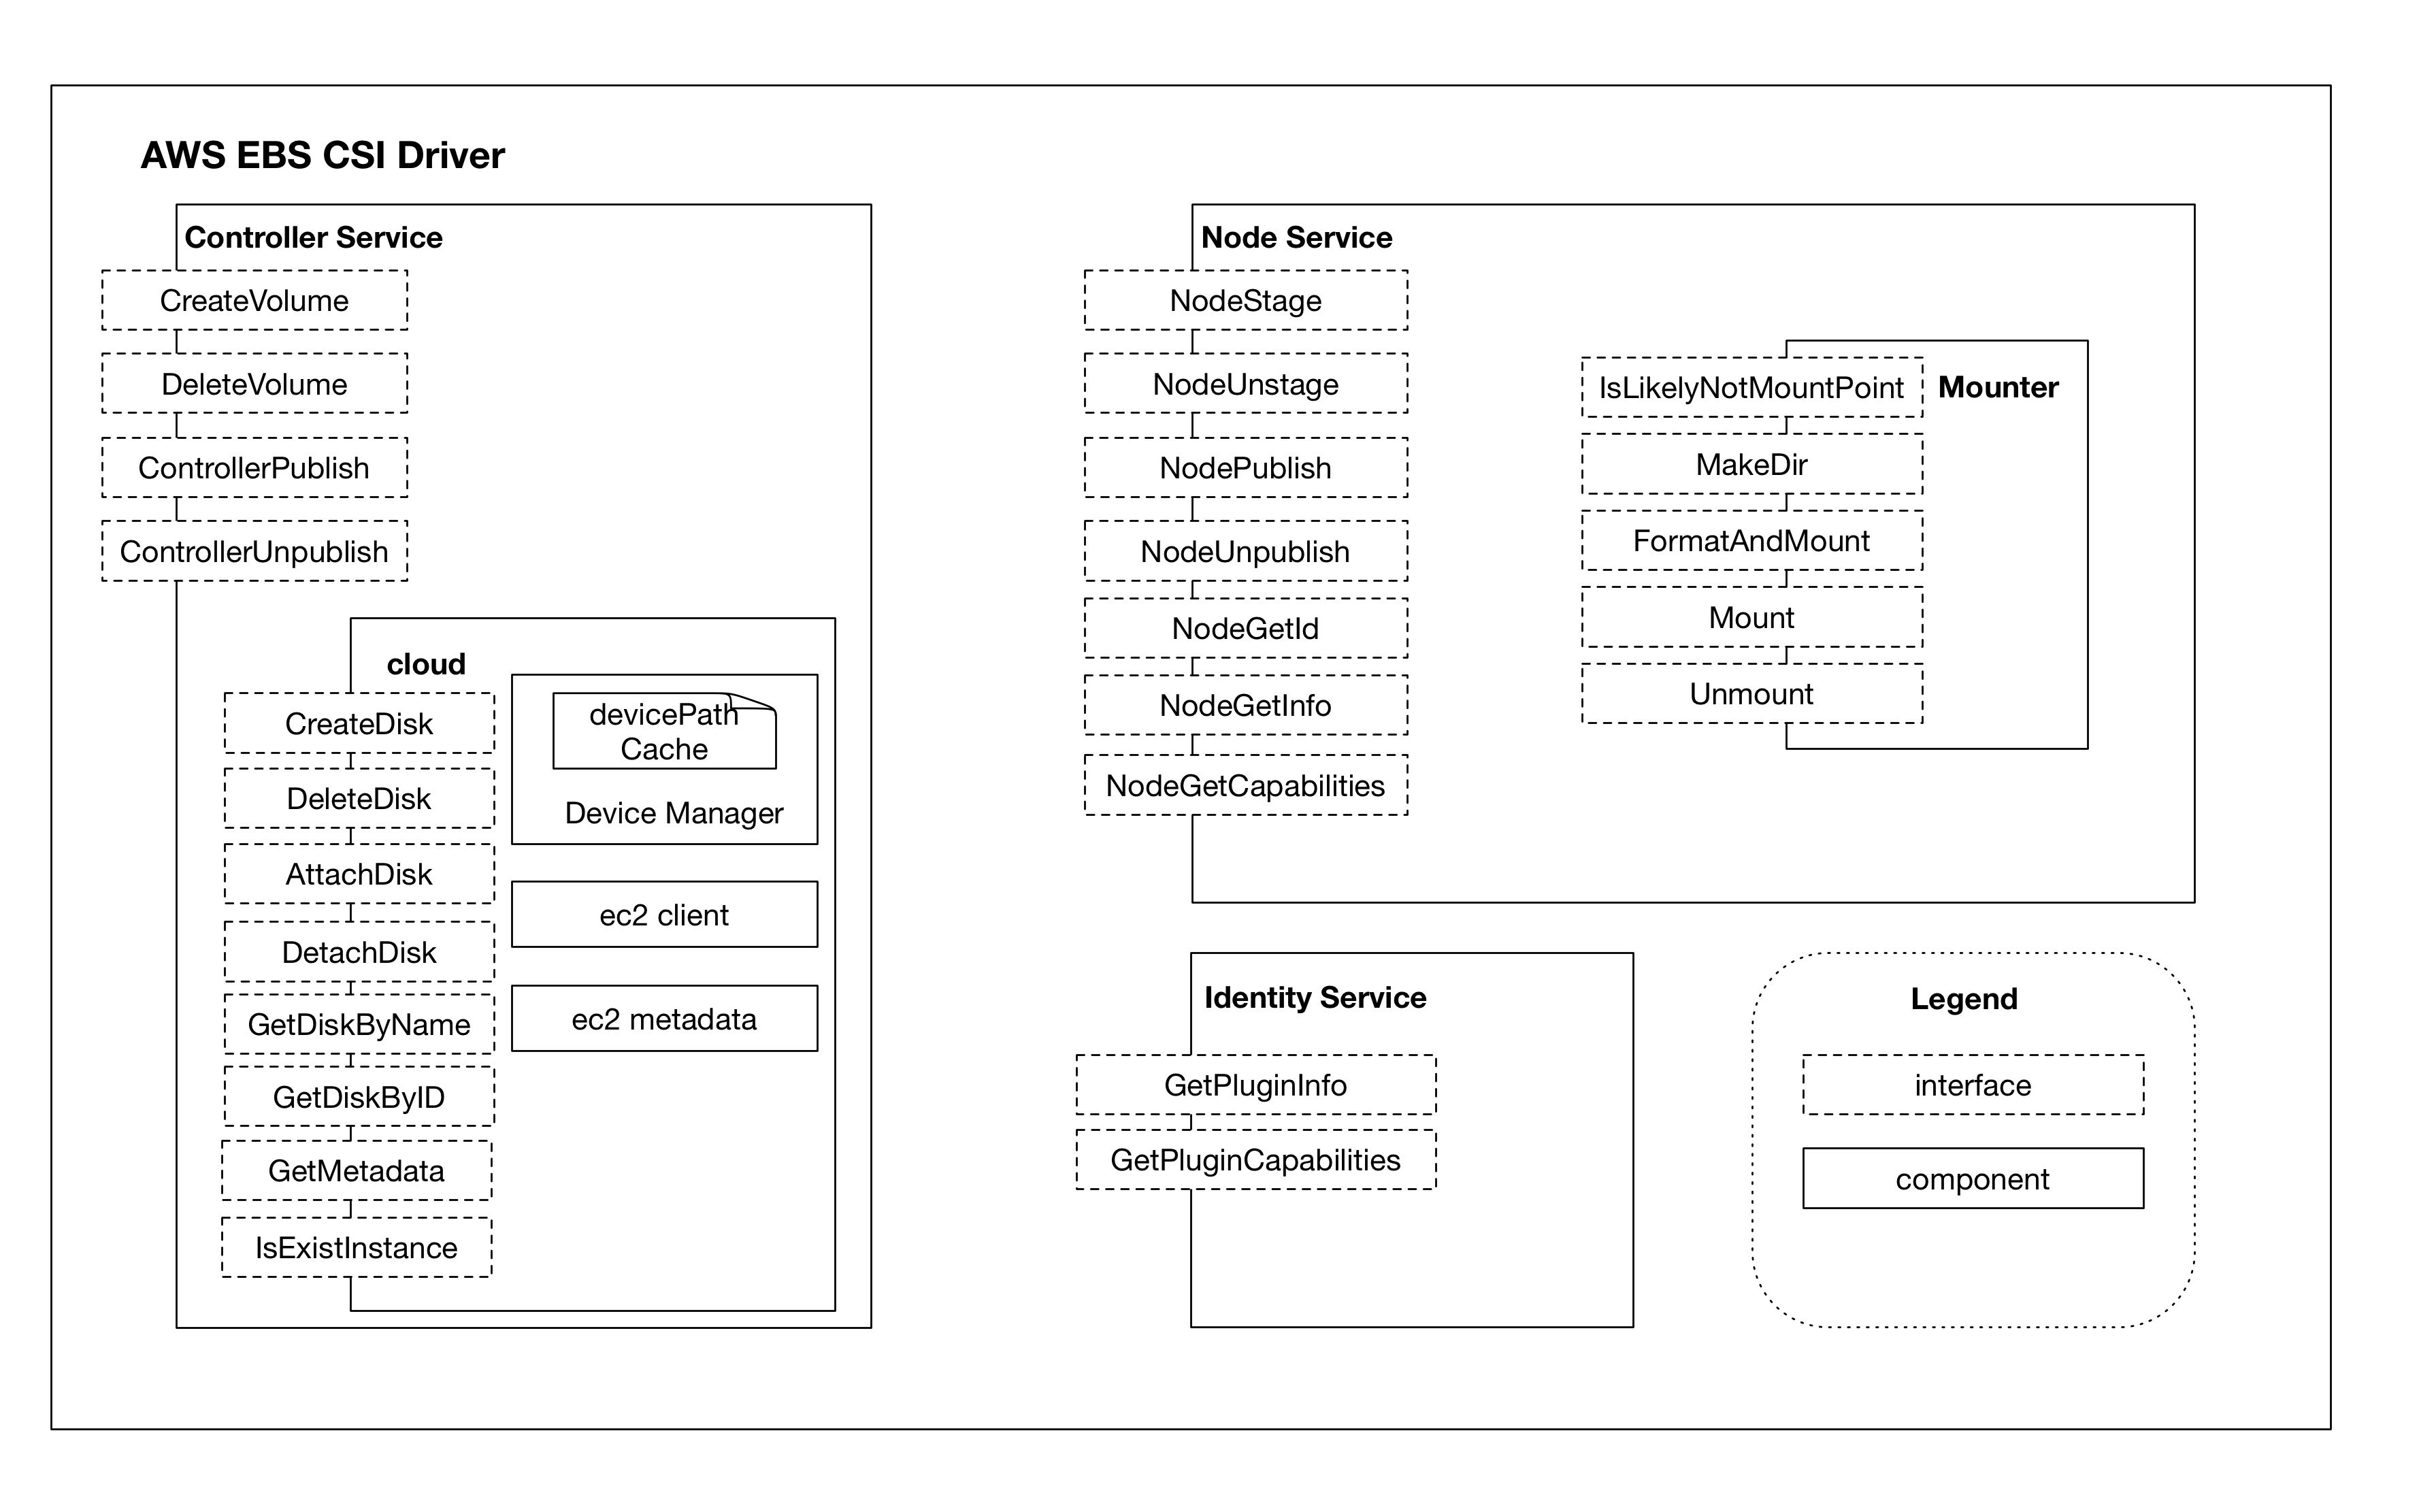 AWS EBS CSI Driver
Controller Service
CreateVolume
DeleteVolume
ControllerPublish
ControllerUnpublish
cloud
CreateDisk
DeleteDisk
AttachDisk
DetachDisk
GetDiskByName
GetDiskByID
GetMetadata
IsExistInstance
devicePath
Cache
Device Manager
ec2 client
ec2 metadata
Node Service
NodeStage
NodeUnstage
NodePublish
NodeUnpublish
NodeGetId
NodeGetInfo
NodeGetCapabilities
Mounter
IsLikelyNotMountPoint
MakeDir
FormatAndMount
Mount
Unmount
Identity Service
GetPluginInfo
GetPluginCapabilities
Legend
interface
component